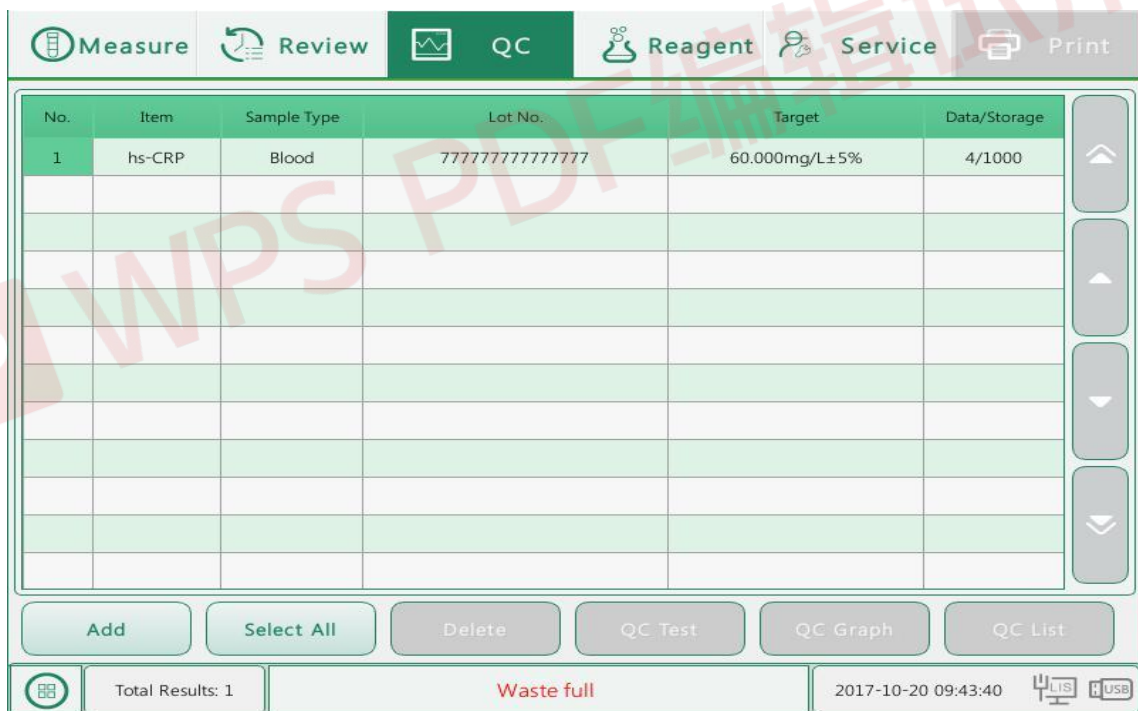 Measure Review QC Reagent Service Print
No. Item Sample Type Lot No. Target Data/Storage
1 hs-CRP Blood 777777777777777 60.000mg/L±5% 4/1000
Add Select All Delete QC Test QC Graph QC List
Total Results: 1 Waste full 2017-10-20 09:43:40 LIS USB
WPS PDF编辑试